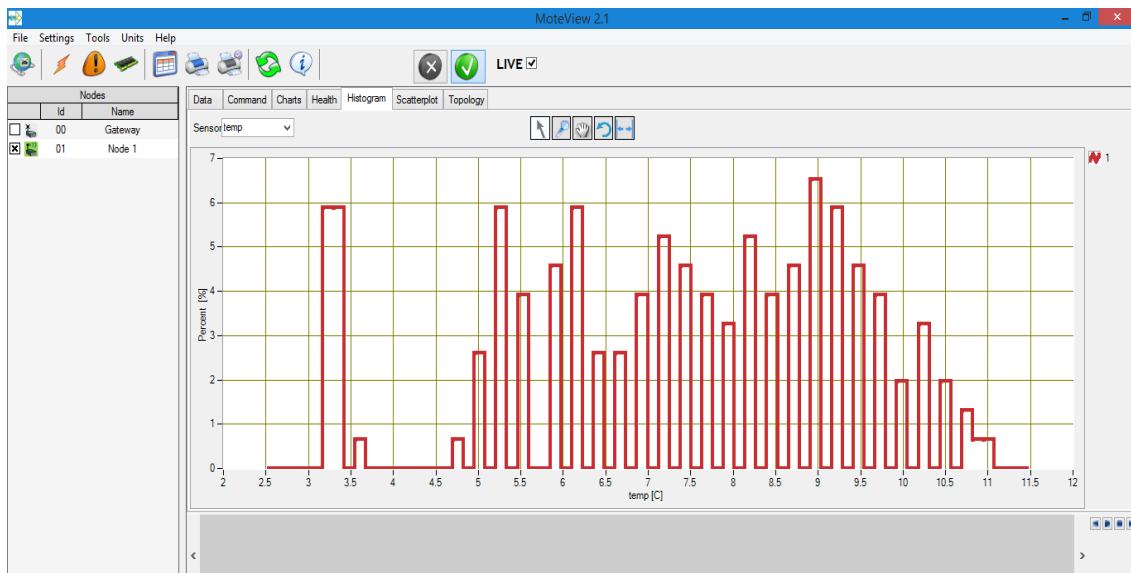 MoteView 2.1
File Settings Tools Units Help
LIVE
Nodes
Id Name
00 Gateway
01 Node 1
Data Command Charts Health Histogram Scatterplot Topology
Sensor temp
7
6
5
4
3
2
1
0
Percent [%]
2 2.5 3 3.5 4 4.5 5 5.5 6 6.5 7 7.5 8 8.5 9 9.5 10 10.5 11 11.5 12
temp [C]
1